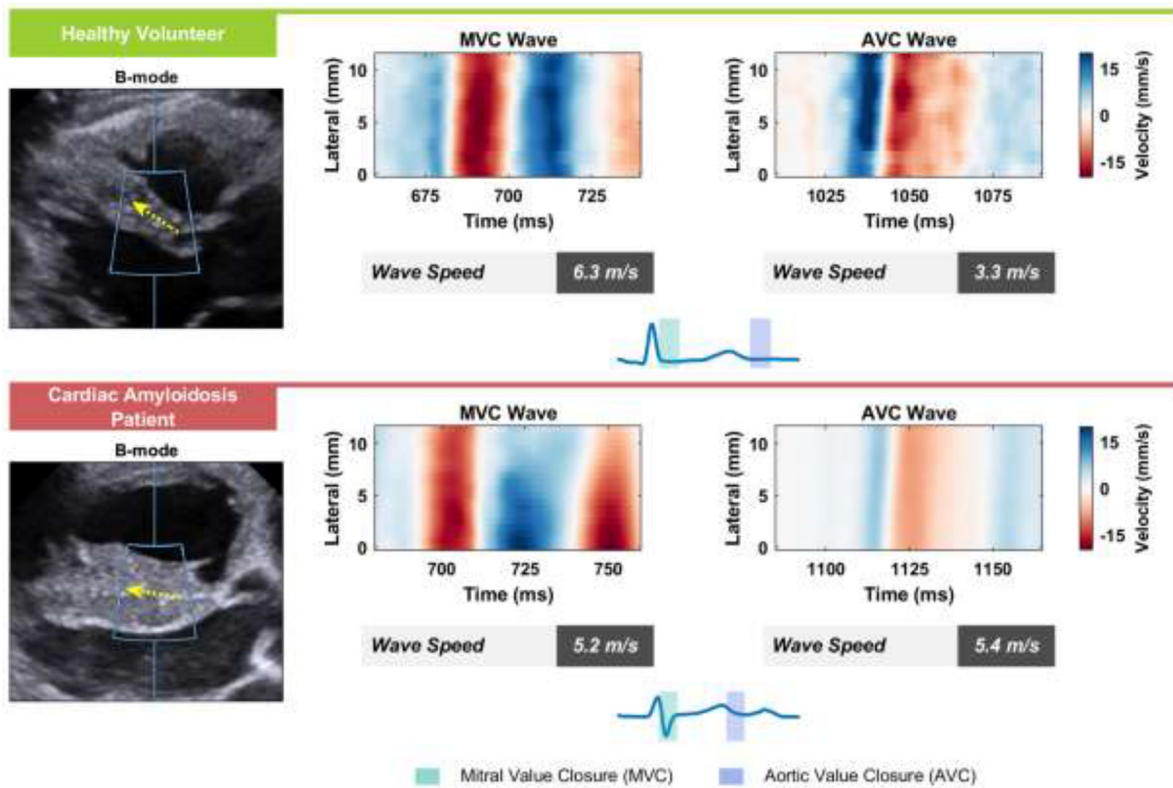 Healthy Volunteer
B-mode
MVC Wave
Lateral (mm)
10
5
0
675
700
725
Time (ms)
Wave Speed
6.3 m/s
AVC Wave
Lateral (mm)
10
5
0
1025
1050
1075
Time (ms)
Wave Speed
3.3 m/s
15
0
-15
Velocity (mm/s)
Cardiac Amyloidosis
Patient
B-mode
MVC Wave
Lateral (mm)
10
5
0
700
725
750
Time (ms)
Wave Speed
5.2 m/s
AVC Wave
Lateral (mm)
10
5
0
1100
1125
1150
Time (ms)
Wave Speed
5.4 m/s
15
0
-15
Velocity (mm/s)
Mitral Value Closure (MVC)
Aortic Value Closure (AVC)